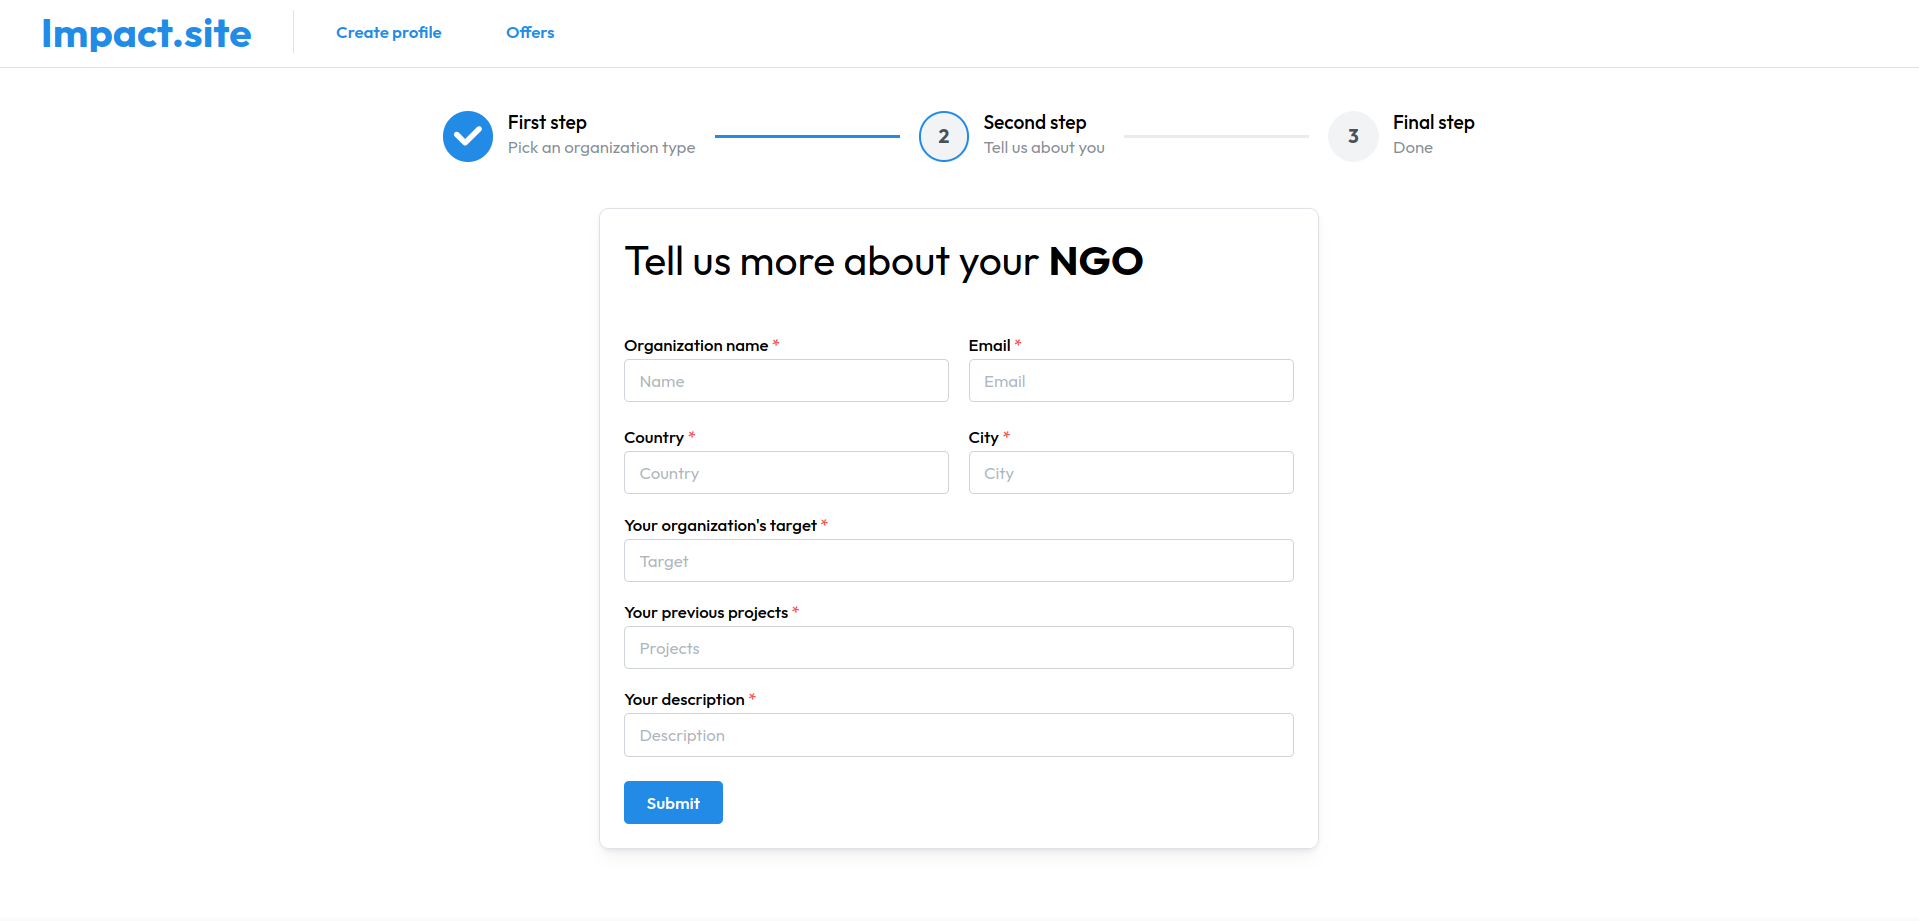 Impact.site
Create profile
Offers
First step
Pick an organization type
2
Second step
Tell us about you
3
Final step
Done
Tell us more about your NGO
Organization name *
Name
Email *
Email
Country *
Country
City *
City
Your organization's target *
Target
Your previous projects *
Projects
Your description *
Description
Submit